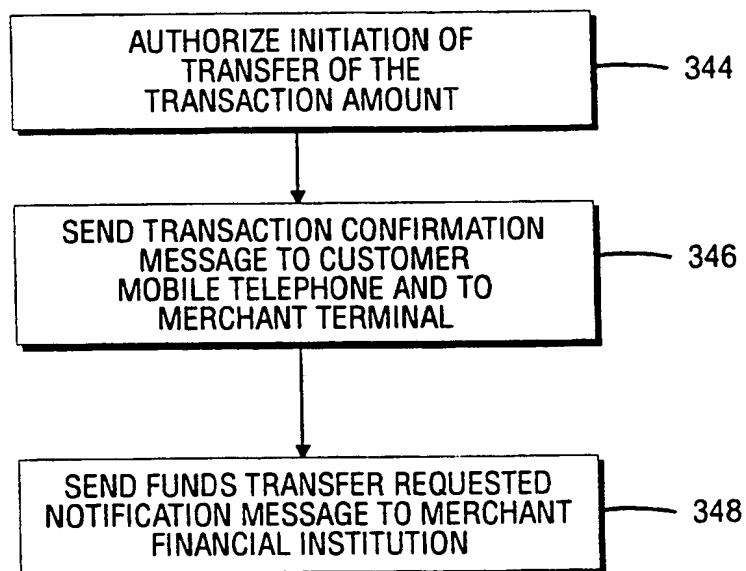 AUTHORIZE INITIATION OF
TRANSFER OF THE
TRANSACTION AMOUNT
344
SEND TRANSACTION CONFIRMATION
MESSAGE TO CUSTOMER
MOBILE TELEPHONE AND TO
MERCHANT TERMINAL
346
SEND FUNDS TRANSFER REQUESTED
NOTIFICATION MESSAGE TO MERCHANT
FINANCIAL INSTITUTION
348